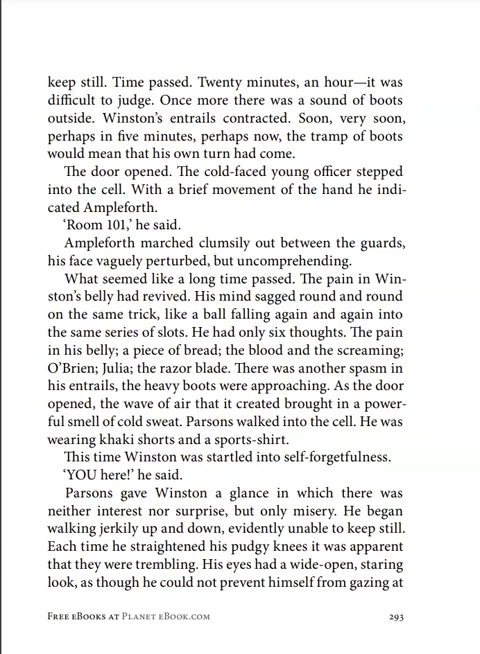 keep still. Time passed. Twenty minutes, an hour—it was
difficult to judge. Once more there was a sound of boots
outside. Winston’s entrails contracted. Soon, very soon,
perhaps in five minutes, perhaps now, the tramp of boots
would mean that his own turn had come.
The door opened. The cold-faced young officer stepped
into the cell. With a brief movement of the hand he indi-
cated Ampleforth.
‘Room 101,’ he said.
Ampleforth marched clumsily out between the guards,
his face vaguely perturbed, but uncomprehending.
What seemed like a long time passed. The pain in Win-
ston’s belly had revived. His mind sagged round and round
on the same trick, like a ball falling again and again into
the same series of slots. He had only six thoughts. The pain
in his belly; a piece of bread; the blood and the screaming;
O’Brien; Julia; the razor blade. There was another spasm in
his entrails, the heavy boots were approaching. As the door
opened, the wave of air that it created brought in a power-
ful smell of cold sweat. Parsons walked into the cell. He was
wearing khaki shorts and a sports-shirt.
This time Winston was startled into self-forgetfulness.
‘YOU here!’ he said.
Parsons gave Winston a glance in which there was
neither interest nor surprise, but only misery. He began
walking jerkily up and down, evidently unable to keep still.
Each time he straightened his pudgy knees it was apparent
that they were trembling. His eyes had a wide-open, staring
look, as though he could not prevent himself from gazing at
Free eBooks at Planet eBook.com 293